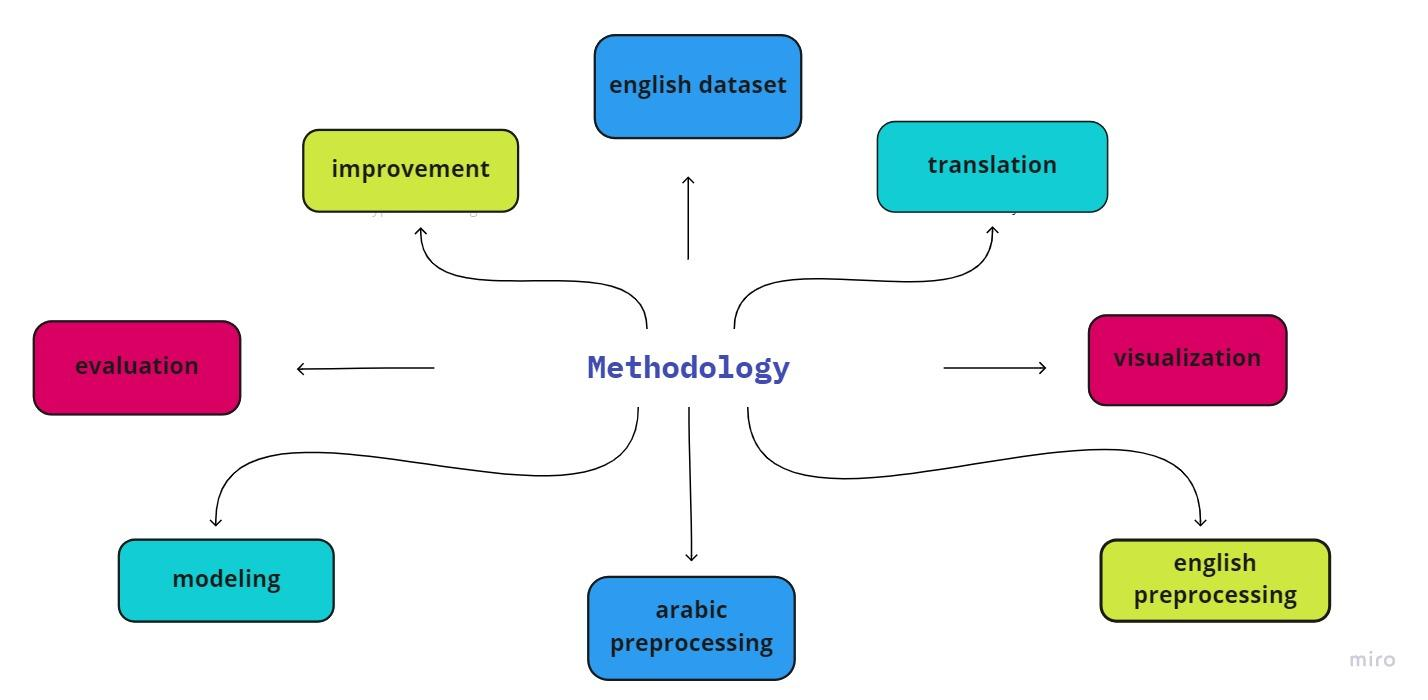 english dataset
improvement
translation
evaluation
Methodology
visualization
modeling
english
preprocessing
arabic
preprocessing
miro